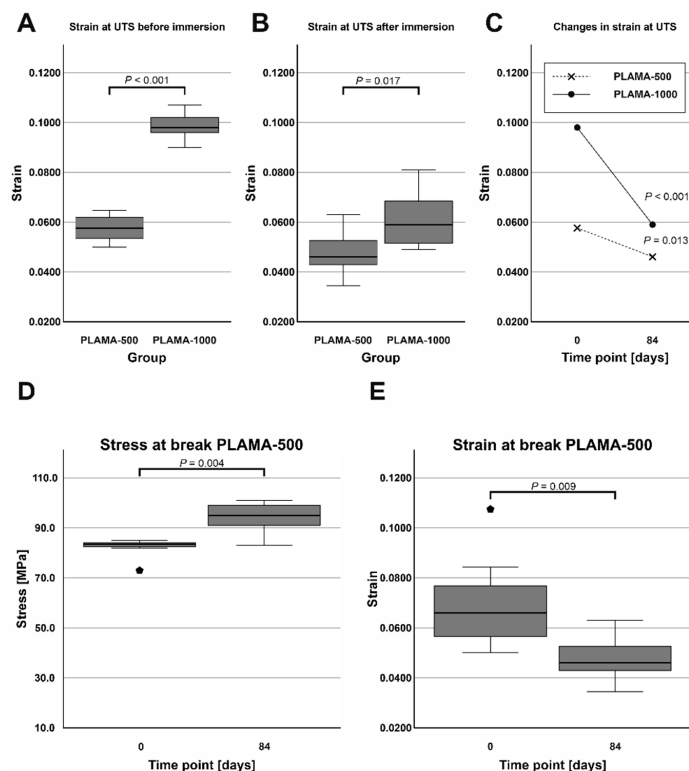 A
Strain at UTS before immersion
0.1200
0.1000
0.0800
0.0600
0.0400
0.0200
Strain
P < 0.001
PLAMA-500 PLAMA-1000
Group
B
Strain at UTS after immersion
0.1200
0.1000
0.0800
0.0600
0.0400
0.0200
Strain
P = 0.017
PLAMA-500 PLAMA-1000
Group
C
Changes in strain at UTS
0.1200
0.1000
0.0800
0.0600
0.0400
0.0200
Strain
PLAMA-500
PLAMA-1000
P < 0.001
P = 0.013
0 84
Time point [days]
D
Stress at break PLAMA-500
110.0
90.0
70.0
50.0
30.0
10.0
Stress [MPa]
P = 0.004
0 84
Time point [days]
E
Strain at break PLAMA-500
0.1200
0.1000
0.0800
0.0600
0.0400
0.0200
Strain
P = 0.009
0 84
Time point [days]